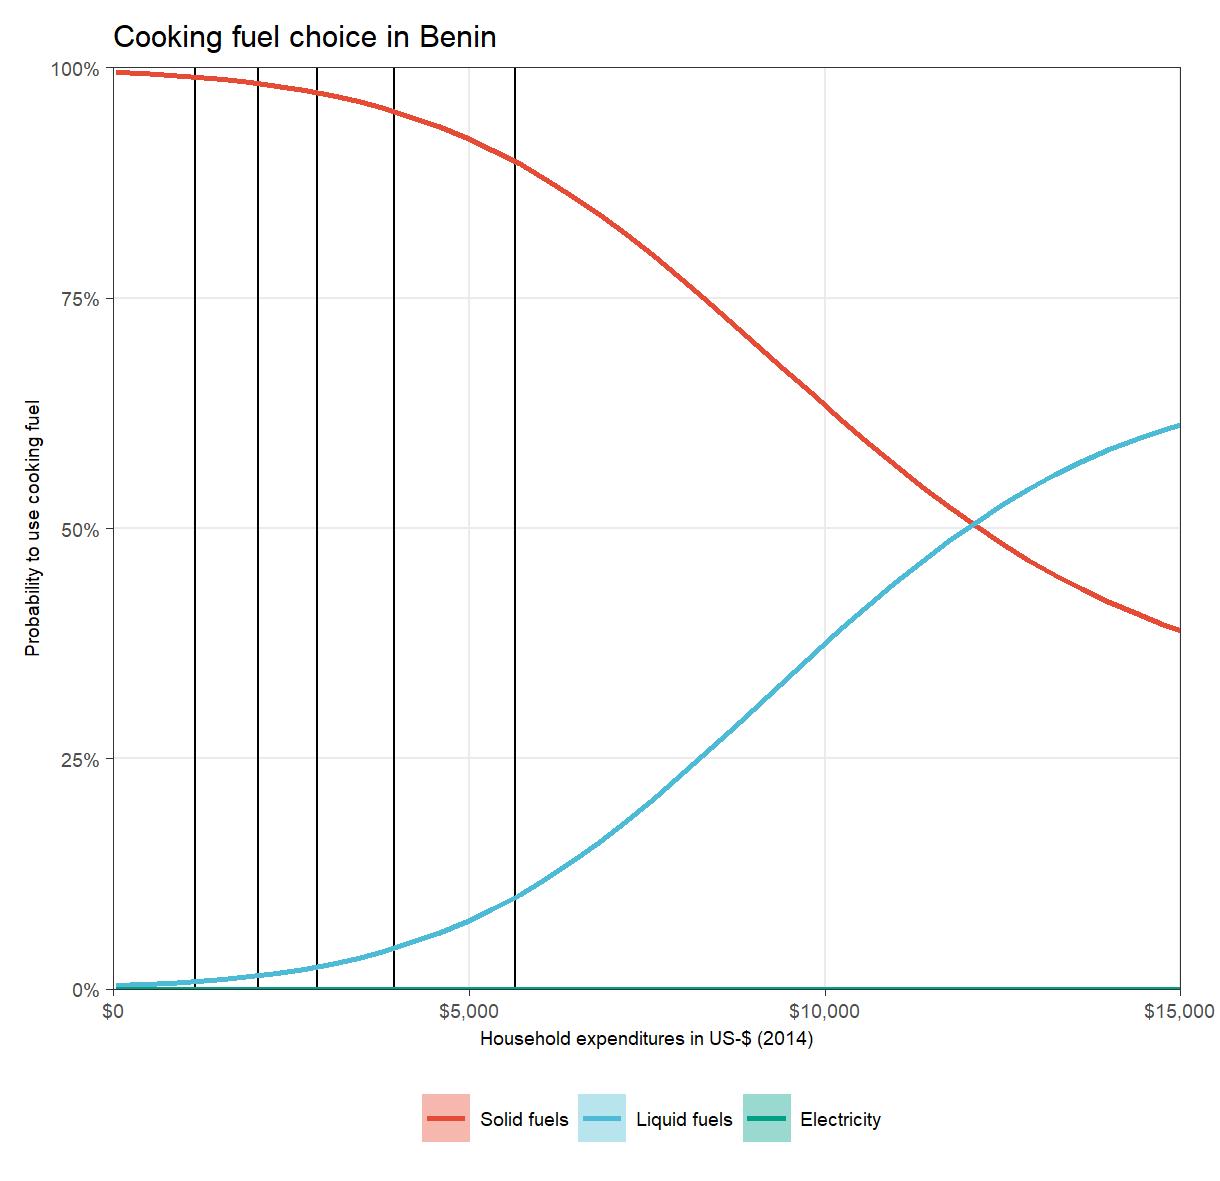 Cooking fuel choice in Benin
100%
75%
50%
25%
0%
Probability to use cooking fuel
$0 $5,000 $10,000 $15,000
Household expenditures in US-$ (2014)
Solid fuels Liquid fuels Electricity